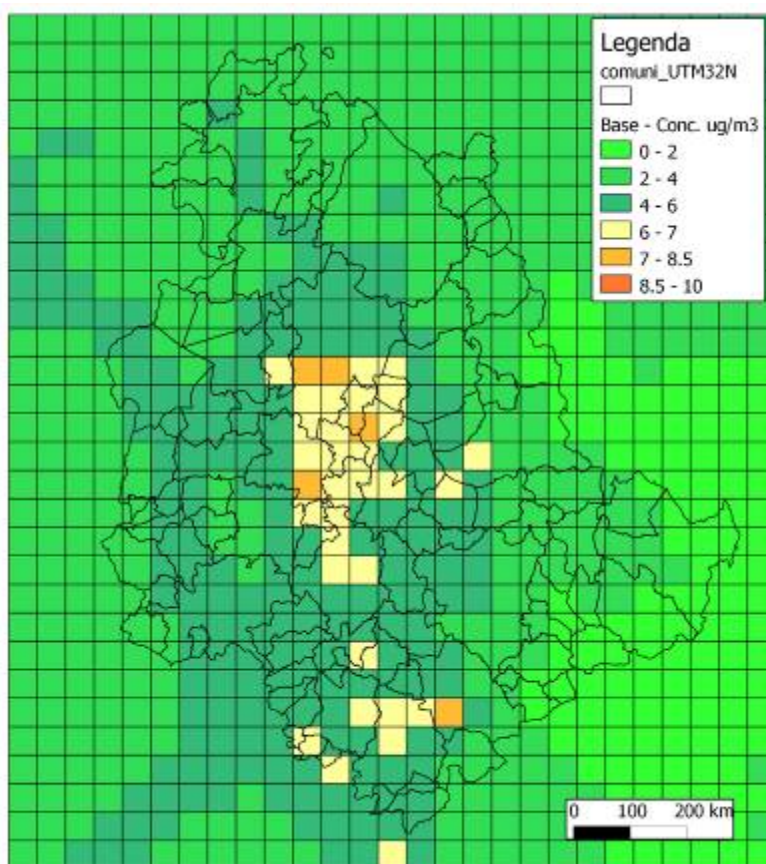 Legenda
comuni_UTM32N
Base - Conc. ug/m3
0 - 2
2 - 4
4 - 6
6 - 7
7 - 8.5
8.5 - 10
0 100 200 km